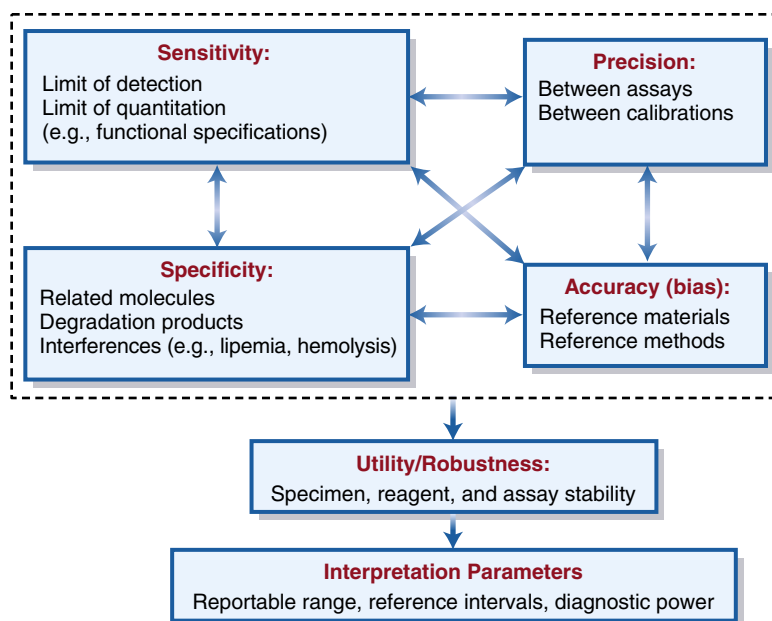 Sensitivity:
Limit of detection
Limit of quantitation
(e.g., functional specifications)
Precision:
Between assays
Between calibrations
Specificity:
Related molecules
Degradation products
Interferences (e.g., lipemia, hemolysis)
Accuracy (bias):
Reference materials
Reference methods
Utility/Robustness:
Specimen, reagent, and assay stability
Interpretation Parameters
Reportable range, reference intervals, diagnostic power